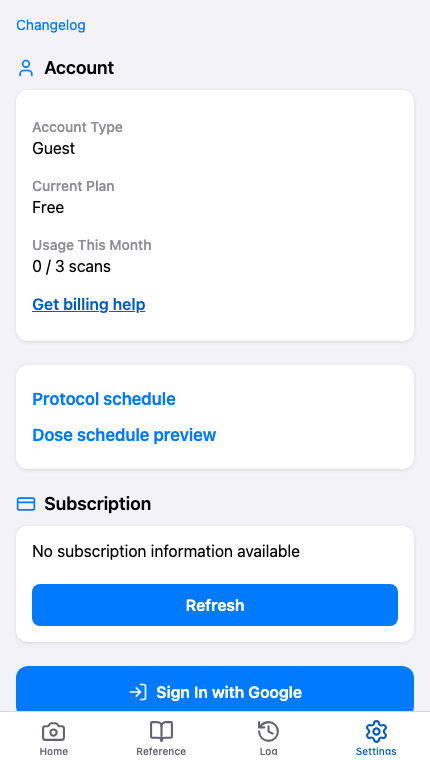 Changelog
Account
Account Type
Guest
Current Plan
Free
Usage This Month
0 / 3 scans
Get billing help
Protocol schedule
Dose schedule preview
Subscription
No subscription information available
Refresh
Sign In with Google
Home
Reference
Log
Settings